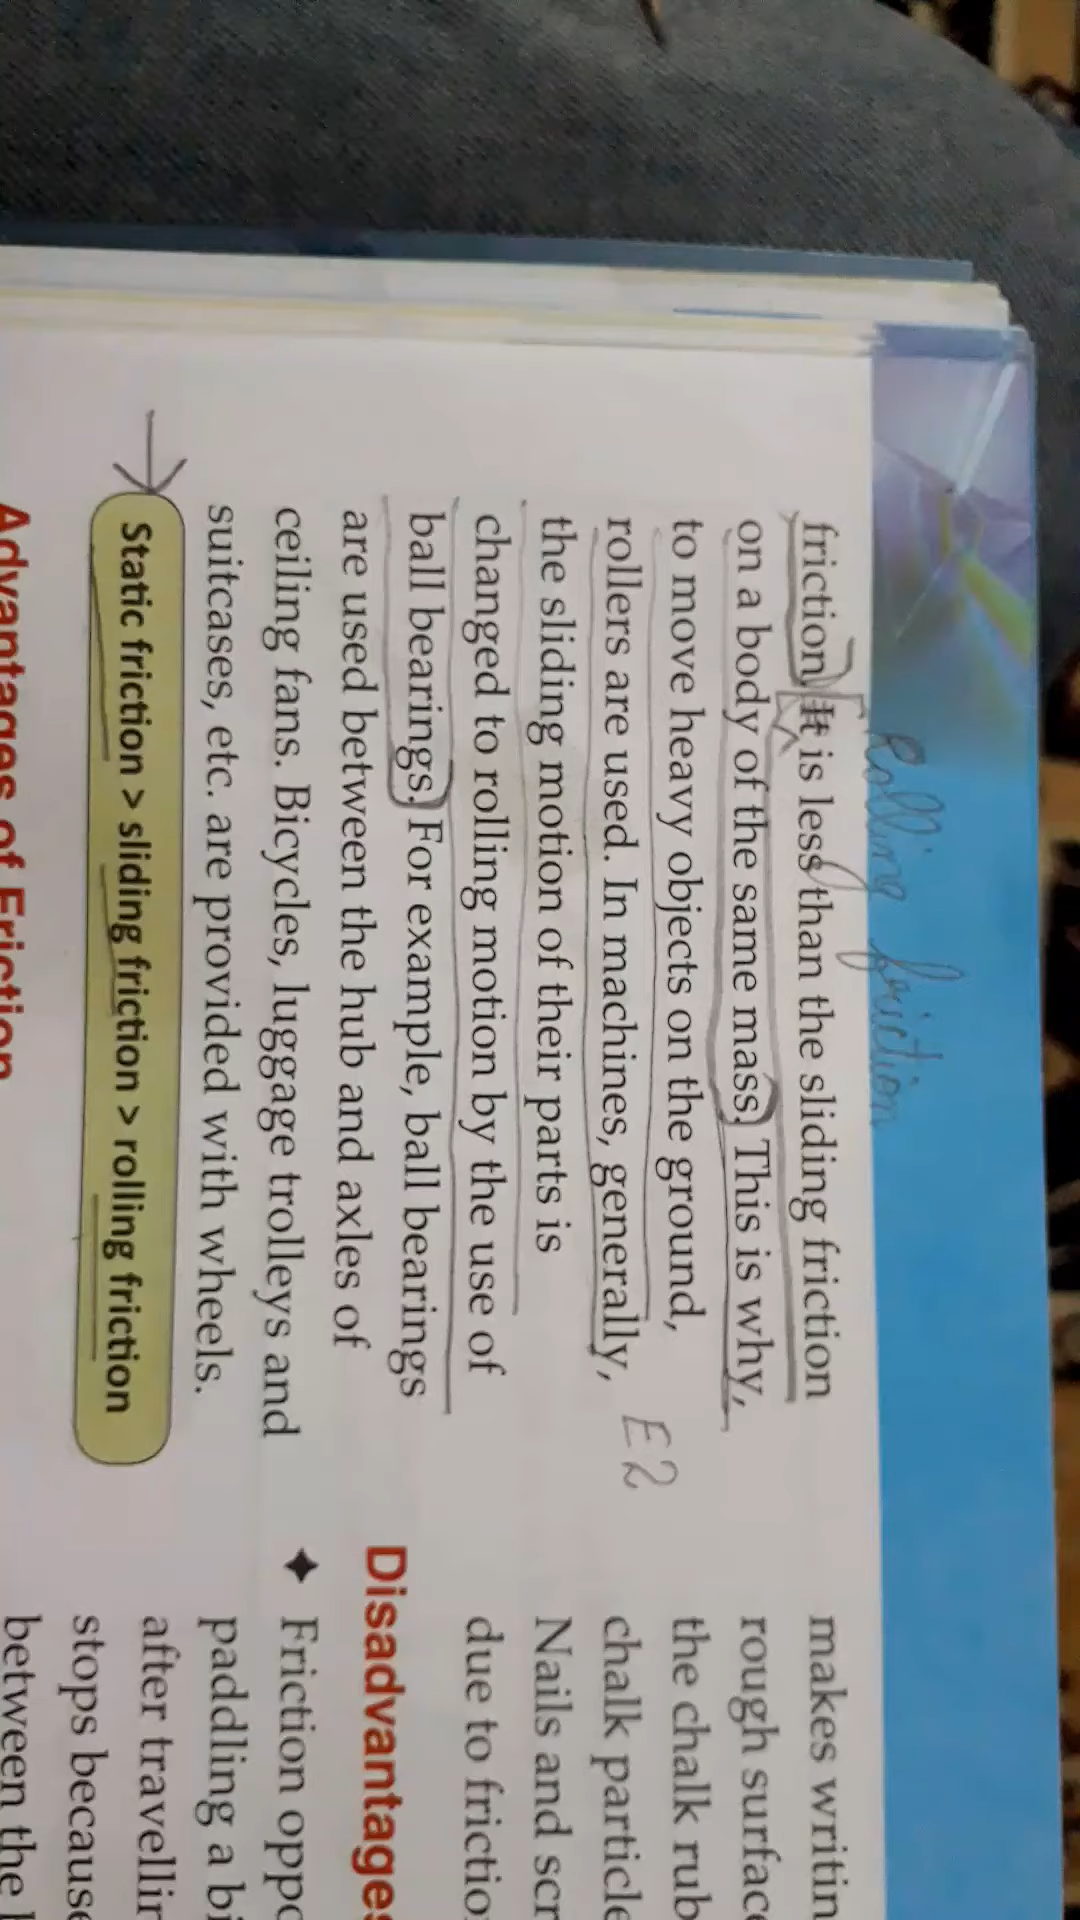 Rolling friction
friction. It is less than the sliding friction
on a body of the same mass. This is why,
to move heavy objects on the ground,
rollers are used. In machines, generally,
the sliding motion of their parts is
changed to rolling motion by the use of
ball bearings. For example, ball bearings
are used between the hub and axles of
ceiling fans. Bicycles, luggage trolleys and
suitcases, etc. are provided with wheels.
Static friction > sliding friction > rolling friction
Advantages of Friction
E2
makes writin
rough surface
the chalk rub
chalk particle
Nails and scr
due to frictio
Disadvantages
✦ Friction oppo
paddling a bi
after travellin
stops because
between the